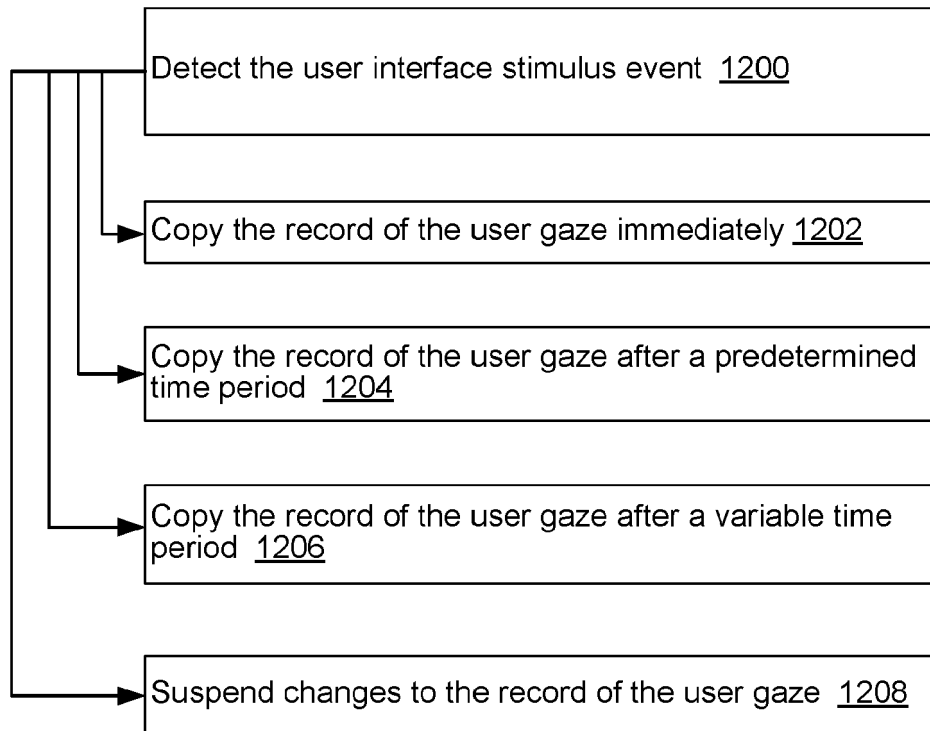 Detect the user interface stimulus event 1200
Copy the record of the user gaze immediately 1202
Copy the record of the user gaze after a predetermined
time period 1204
Copy the record of the user gaze after a variable time
period 1206
Suspend changes to the record of the user gaze 1208